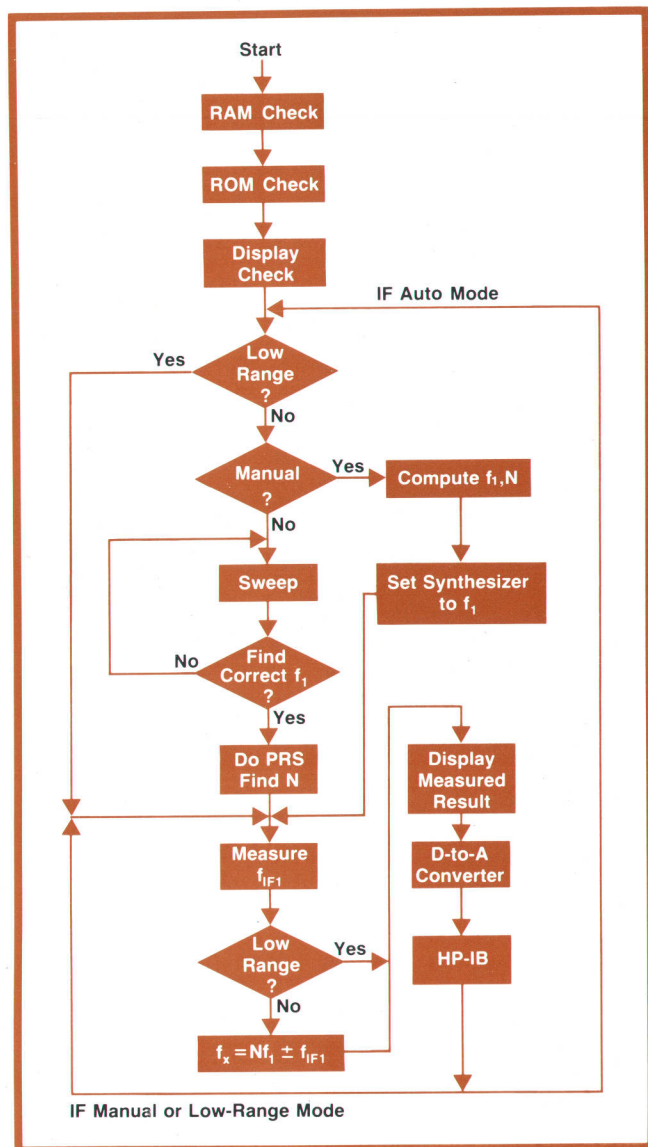 Start
RAM Check
ROM Check
Display
Check
IF Auto Mode
Yes
Low
Range
?
No
Manual
?
Yes
Compute f₁,N
No
Sweep
Set Synthesizer
to f₁
No
Find
Correct f₁
?
Yes
Do PRS
Find N
Display
Measured
Result
Measure
f_IF1
D-to-A
Converter
Low
Range
?
Yes
HP-IB
No
fₓ = Nf₁ ± f_IF1
IF Manual or Low-Range Mode